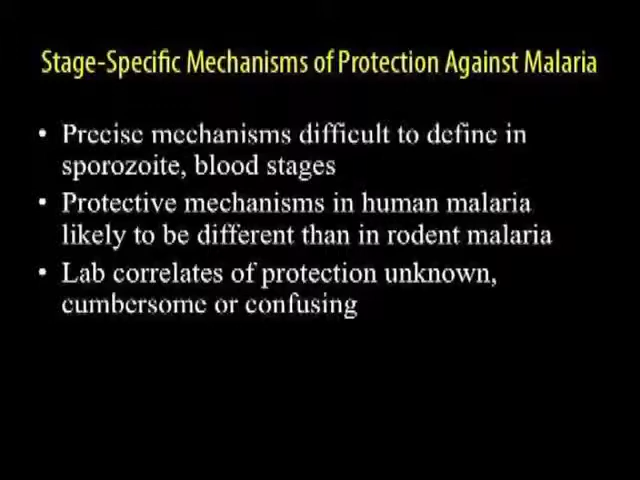 Stage-Specific Mechanisms of Protection Against Malaria
• Precise mechanisms difficult to define in
sporozoite, blood stages
• Protective mechanisms in human malaria
likely to be different than in rodent malaria
• Lab correlates of protection unknown,
cumbersome or confusing